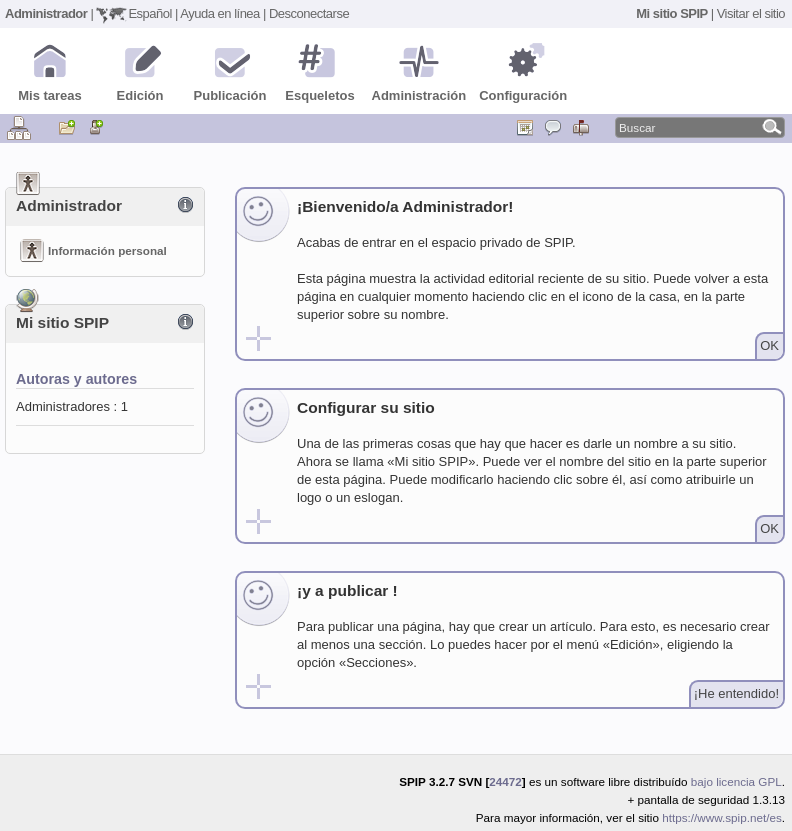 Administrador | Español | Ayuda en línea | Desconectarse
Mi sitio SPIP | Visitar el sitio
Mis tareas
Edición
Publicación
Esqueletos
Administración
Configuración
Buscar
Administrador
Información personal
Mi sitio SPIP
Autoras y autores
Administradores : 1
¡Bienvenido/a Administrador!
Acabas de entrar en el espacio privado de SPIP.
Esta página muestra la actividad editorial reciente de su sitio. Puede volver a esta
página en cualquier momento haciendo clic en el icono de la casa, en la parte
superior sobre su nombre.
OK
Configurar su sitio
Una de las primeras cosas que hay que hacer es darle un nombre a su sitio.
Ahora se llama «Mi sitio SPIP». Puede ver el nombre del sitio en la parte superior
de esta página. Puede modificarlo haciendo clic sobre él, así como atribuirle un
logo o un eslogan.
OK
¡y a publicar !
Para publicar una página, hay que crear un artículo. Para esto, es necesario crear
al menos una sección. Lo puedes hacer por el menú «Edición», eligiendo la
opción «Secciones».
¡He entendido!
SPIP 3.2.7 SVN [24472] es un software libre distribuído bajo licencia GPL.
+ pantalla de seguridad 1.3.13
Para mayor información, ver el sitio https://www.spip.net/es.